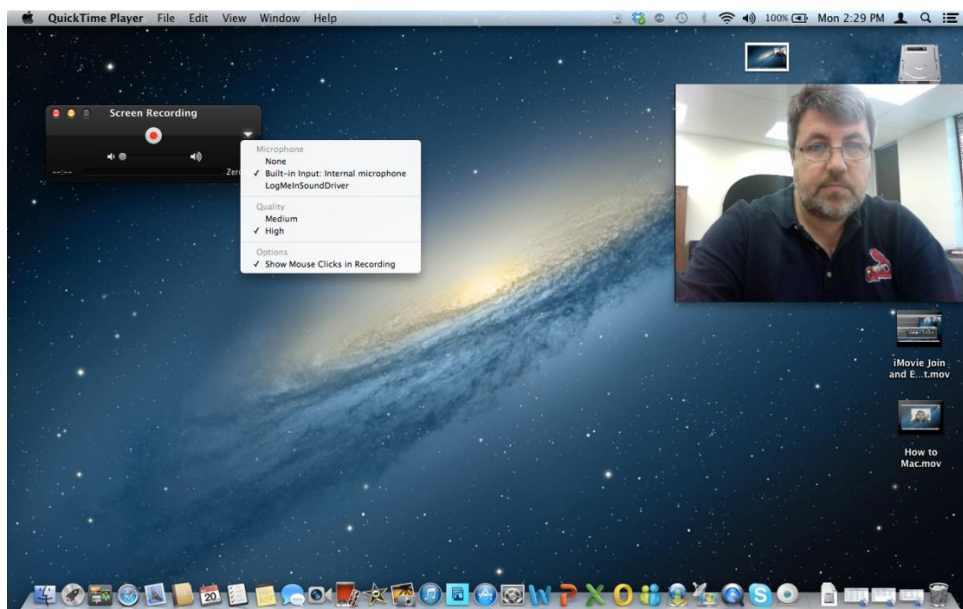 QuickTime Player File Edit View Window Help 100% Mon 2:29 PM
Screen Recording
--:--
Microphone
None
Built-in Input: Internal microphone
LogMeInSoundDriver
Quality
Medium
High
Options
Show Mouse Clicks in Recording
iMovie Join
and E...t.mov
How to
Mac.mov
20